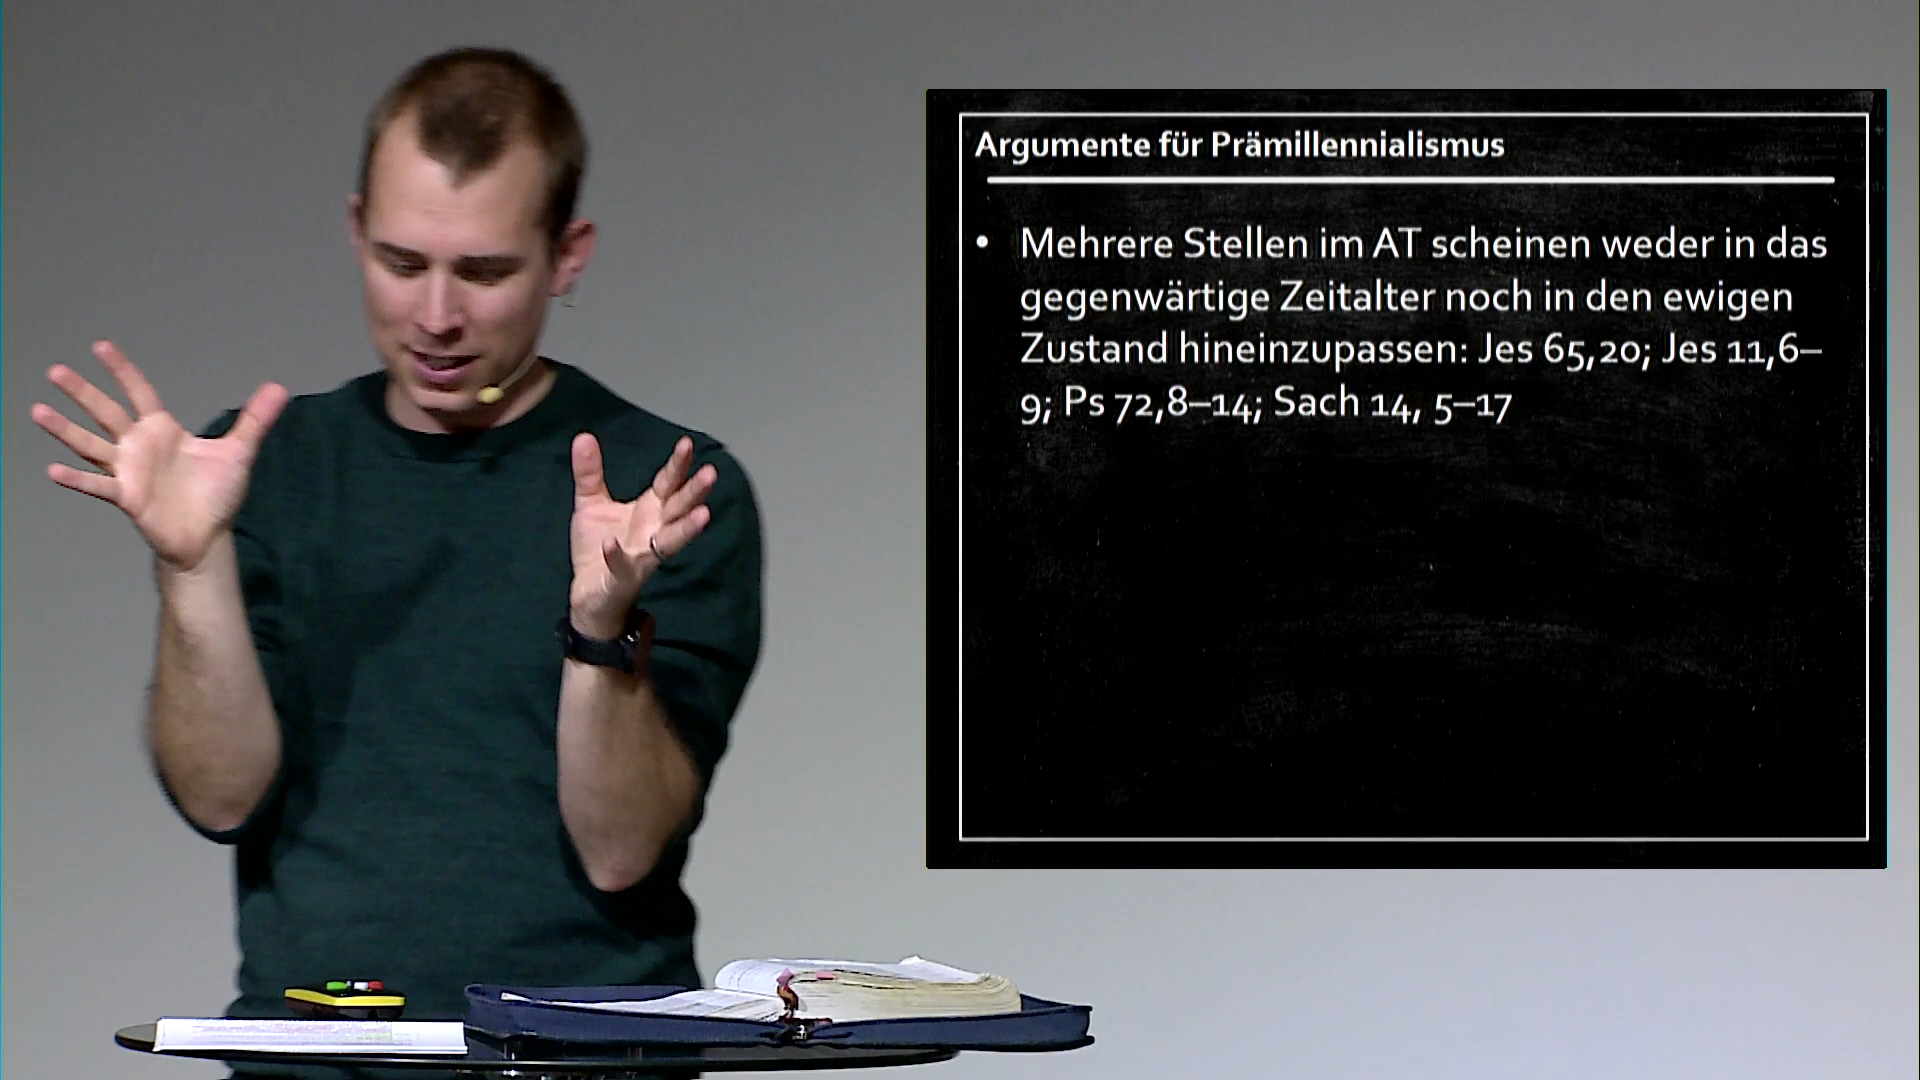 Argumente für Prämillennialismus
• Mehrere Stellen im AT scheinen weder in das
gegenwärtige Zeitalter noch in den ewigen
Zustand hineinzupassen: Jes 65,20; Jes 11,6–
9; Ps 72,8–14; Sach 14, 5–17